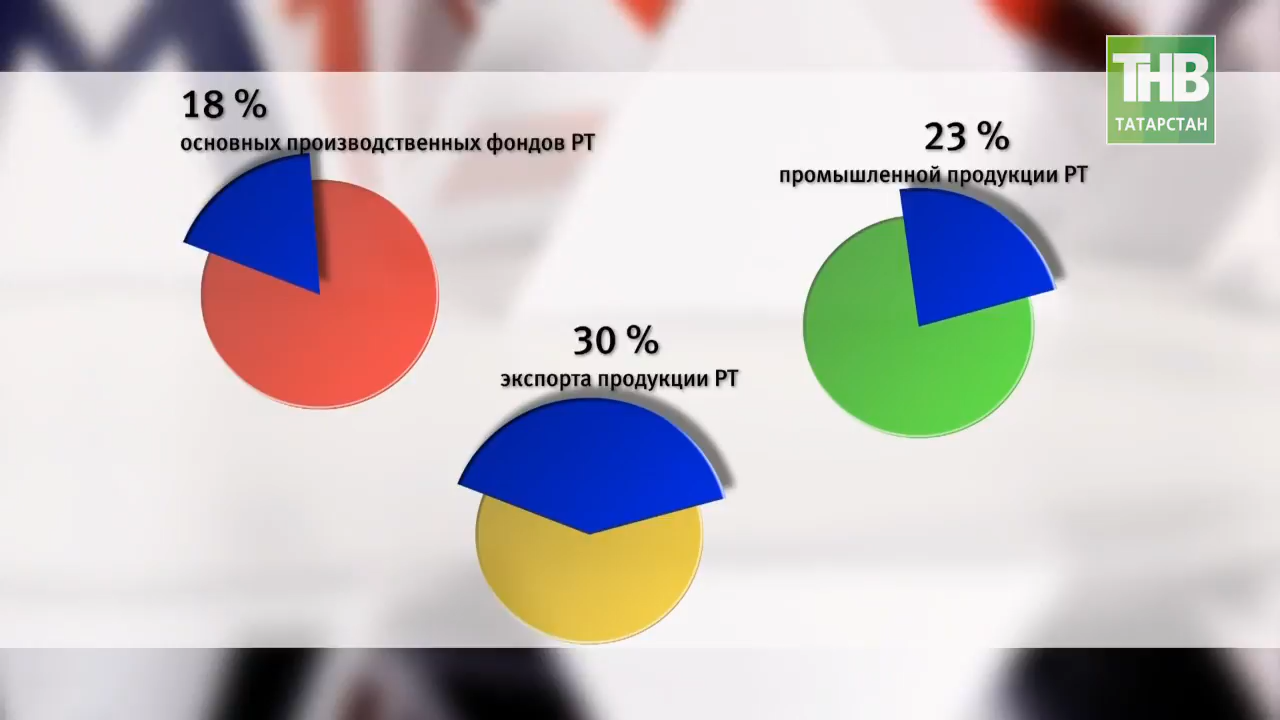 18 %
основных производственных фондов РТ
ТНВ
ТАТАРСТАН
23 %
промышленной продукции РТ
30 %
экспорта продукции РТ